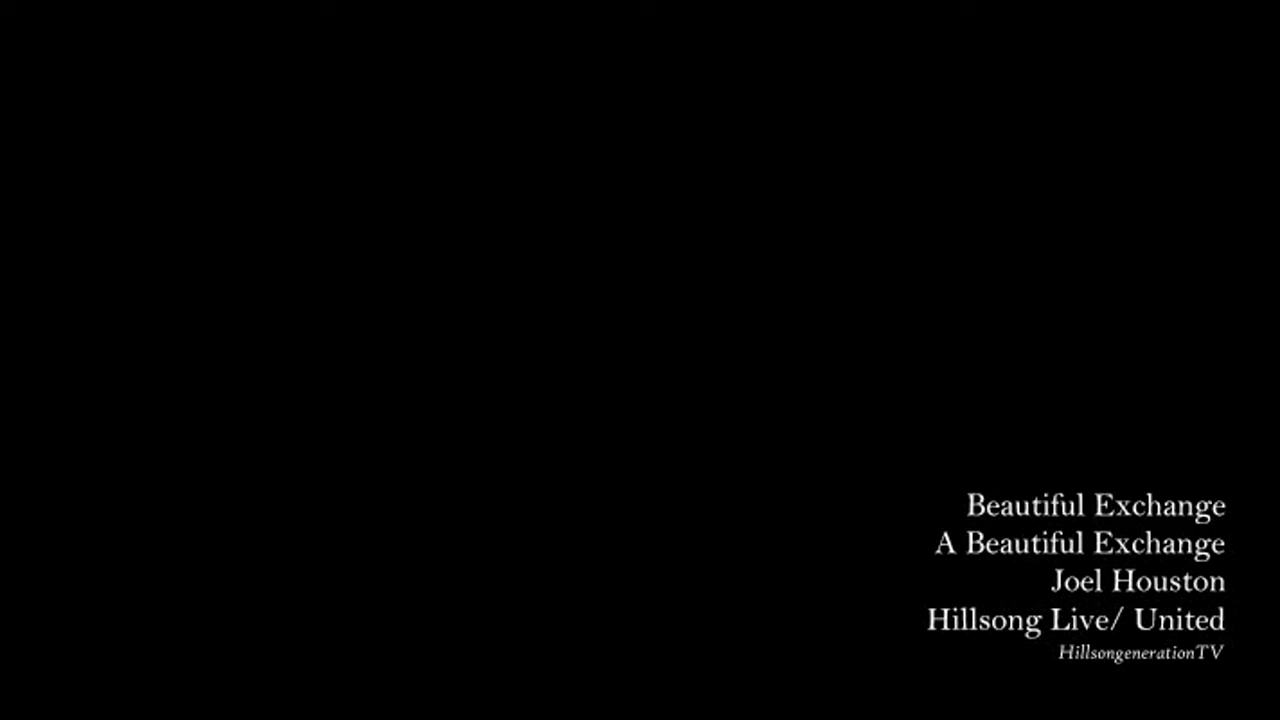 Beautiful Exchange
A Beautiful Exchange
Joel Houston
Hillsong Live/ United
HillsongenerationTV